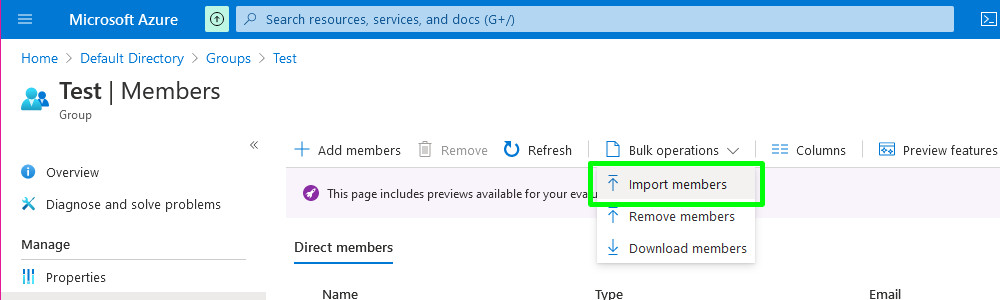 Microsoft Azure
Search resources, services, and docs (G+/)
Home > Default Directory > Groups > Test
Test | Members
Group
«
Add members
Remove
Refresh
Bulk operations
Columns
Preview features
Overview
Diagnose and solve problems
Manage
Properties
This page includes previews available for your evalu
Import members
Remove members
Download members
Direct members
Name
Type
Email